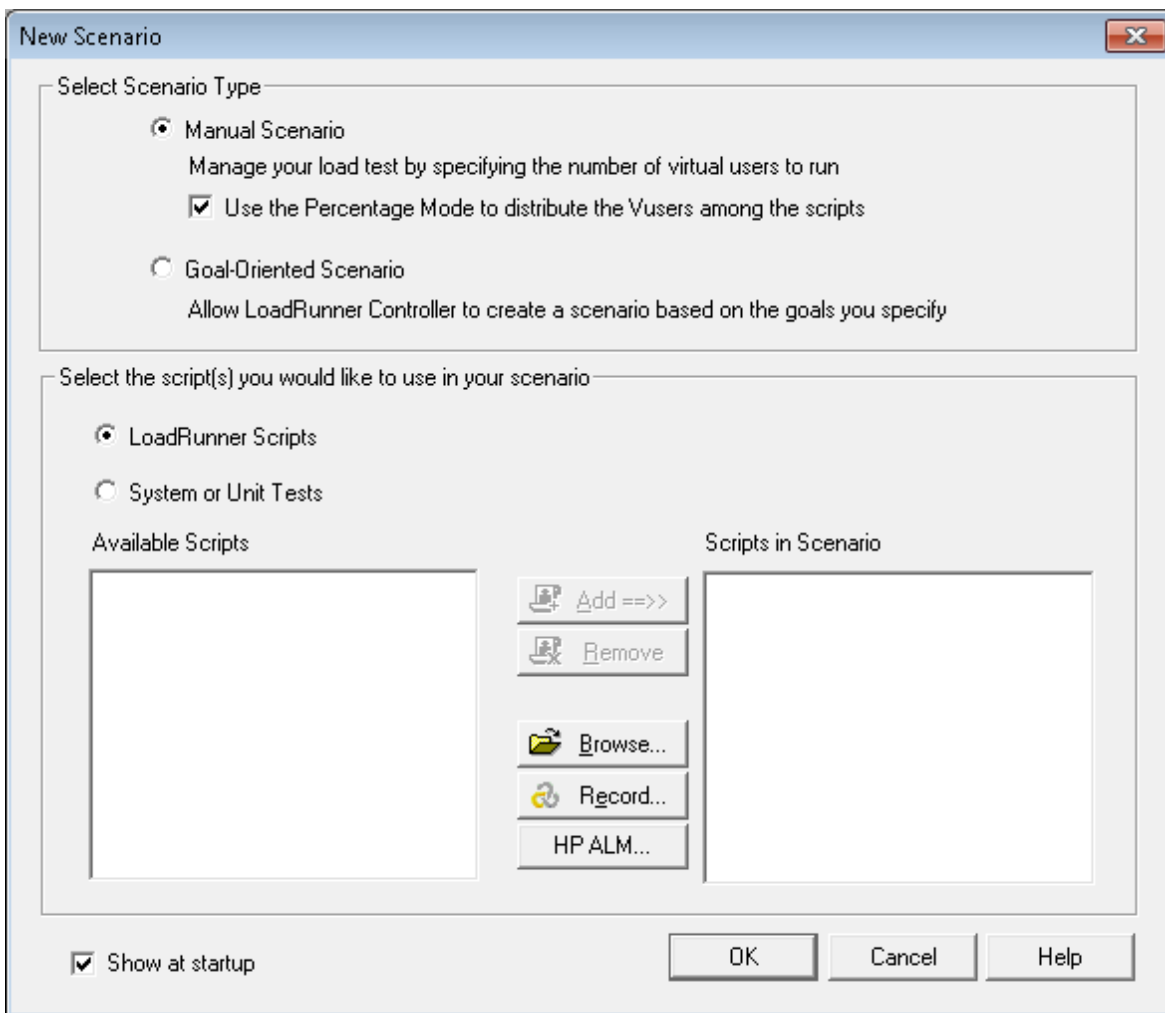 New Scenario
Select Scenario Type
Manual Scenario
Manage your load test by specifying the number of virtual users to run
Use the Percentage Mode to distribute the Vusers among the scripts
Goal-Oriented Scenario
Allow LoadRunner Controller to create a scenario based on the goals you specify
Select the script(s) you would like to use in your scenario
LoadRunner Scripts
System or Unit Tests
Available Scripts
Scripts in Scenario
Add ==>>
Remove
Browse...
Record...
HP ALM...
Show at startup
OK
Cancel
Help